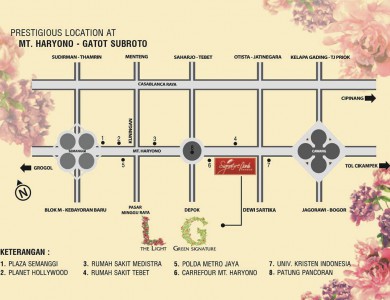 PRESTIGIOUS LOCATION AT
MT. HARYONO - GATOT SUBROTO
SUDIRMAN - THAMRIN
MENTENG
SAHARJO - TEBET
OTISTA - JATINEGARA
KELAPA GADING - TJ PRIOK
CASABLANCA RAYA
CIPINANG
KUNINGAN
1
2
3
4
SEMANGGI
MT. HARYONO
8
Signature Park
CAWANG
5
6
7
GROGOL
TOL CIKAMPEK
N
BLOK M - KEBAYORAN BARU
PASAR
MINGGU RAYA
DEPOK
DEWI SARTIKA
JAGORAWI - BOGOR
L G
THE LIGHT GREEN SIGNATURE
KETERANGAN :
1. PLAZA SEMANGGI
2. PLANET HOLLYWOOD
3. RUMAH SAKIT MEDISTRA
4. RUMAH SAKIT TEBET
5. POLDA METRO JAYA
6. CARREFOUR MT. HARYONO
7. UNIV. KRISTEN INDONESIA
8. PATUNG PANCORAN